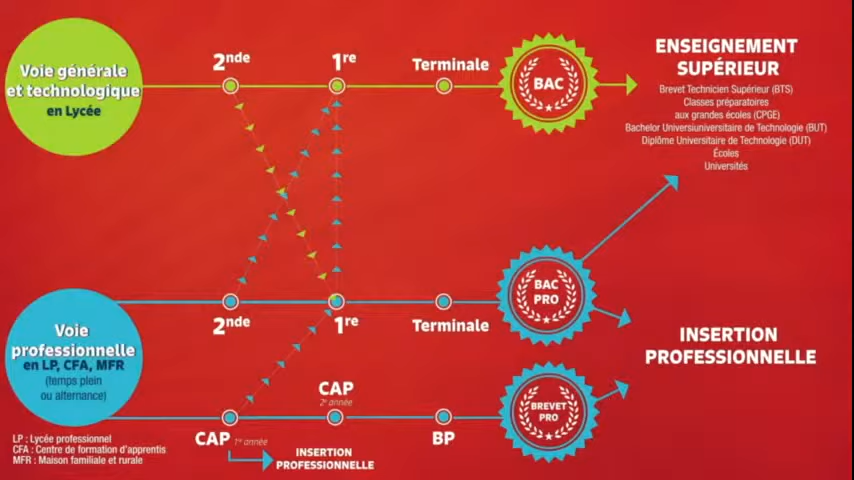 Voie générale
et technologique
en Lycée
2nde
1re
Terminale
BAC
ENSEIGNEMENT
SUPÉRIEUR
Brevet Technicien Supérieur (BTS)
Classes préparatoires
aux grandes écoles (CPGE)
Bachelor Universiuniversitaire de Technologie (BUT)
Diplôme Universitaire de Technologie (DUT)
Écoles
Universités
Voie
professionnelle
en LP, CFA, MFR
(temps plein
ou alternance)
2nde
1re
Terminale
BAC
PRO
INSERTION
PROFESSIONNELLE
CAP
2e année
CAP 1re année
BP
BREVET
PRO
INSERTION
PROFESSIONNELLE
LP : Lycée professionnel
CFA : Centre de formation d'apprentis
MFR : Maison familiale et rurale